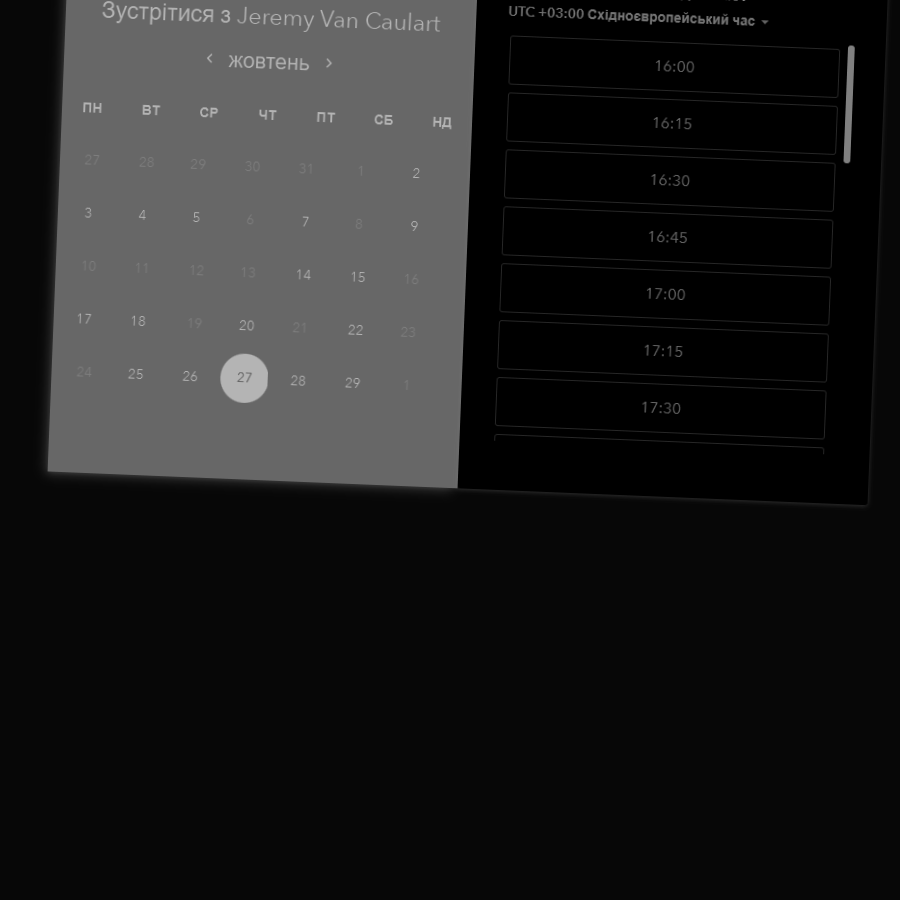 Зустрітися з Jeremy Van Caulart
жовтень
ПН ВТ СР ЧТ ПТ СБ НД
27 28 29 30 31 1 2
3 4 5 6 7 8 9
10 11 12 13 14 15 16
17 18 19 20 21 22 23
24 25 26 27 28 29 1
UTC +03:00 Східноєвропейський час
16:00
16:15
16:30
16:45
17:00
17:15
17:30